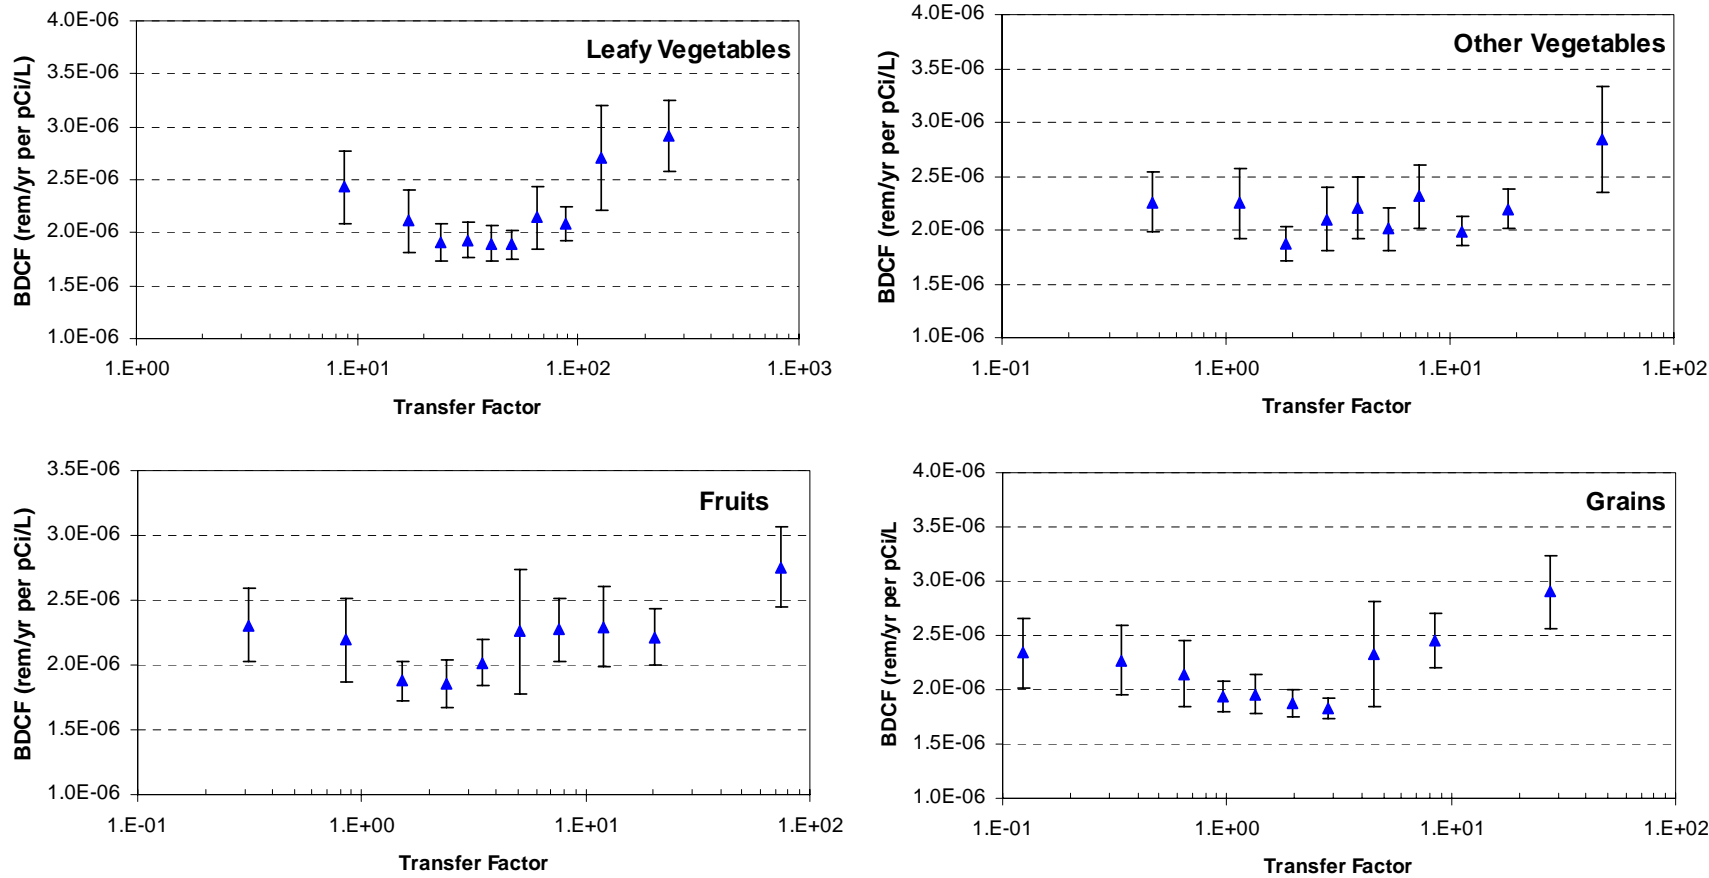 Leafy Vegetables
BDCF (rem/yr per pCi/L)
4.0E-06
3.5E-06
3.0E-06
2.5E-06
2.0E-06
1.5E-06
1.0E-06
1.E+00 1.E+01 1.E+02 1.E+03
Transfer Factor
Other Vegetables
BDCF (rem/yr per pCi/L)
4.0E-06
3.5E-06
3.0E-06
2.5E-06
2.0E-06
1.5E-06
1.0E-06
1.E-01 1.E+00 1.E+01 1.E+02
Transfer Factor
Fruits
BDCF (rem/yr per pCi/L)
3.5E-06
3.0E-06
2.5E-06
2.0E-06
1.5E-06
1.0E-06
1.E-01 1.E+00 1.E+01 1.E+02
Transfer Factor
Grains
BDCF (rem/yr per pCi/L
4.0E-06
3.5E-06
3.0E-06
2.5E-06
2.0E-06
1.5E-06
1.0E-06
1.E-01 1.E+00 1.E+01 1.E+02
Transfer Factor